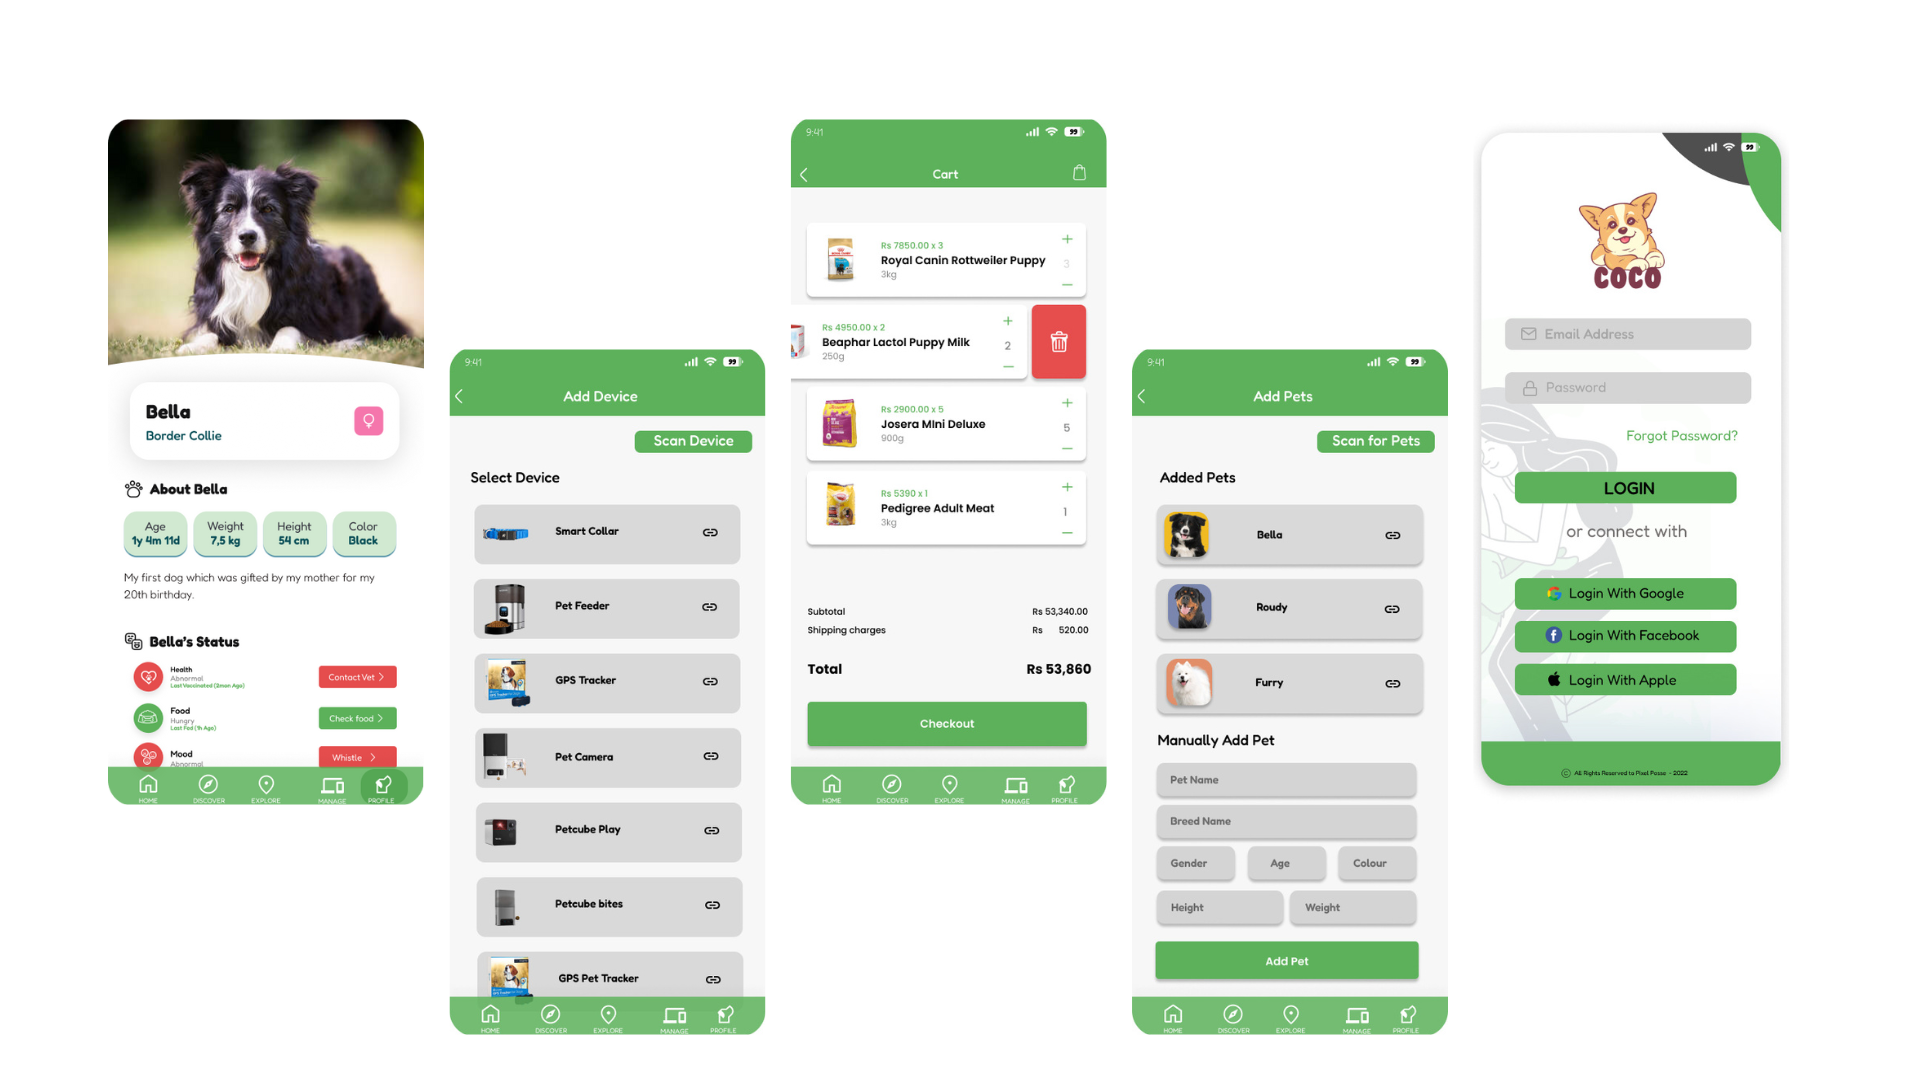 Bella
Border Collie
About Bella
Age
1y 4m 11d
Weight
7,5 kg
Height
54 cm
Color
Black
My first dog which was gifted by my mother for my
20th birthday.
Bella's Status
Health
Abnormal
Last Vaccinated (2mon Ago)
Contact Vet >
Food
Hungry
Last Fed (1h Ago)
Check food >
Mood
Abnormal
Whistle >
HOME
DISCOVER
EXPLORE
MANAGE
PROFILE
9:41
99
Add Device
Scan Device
Select Device
Smart Collar
Pet Feeder
GPS Tracker
Pet Camera
Petcube Play
Petcube bites
GPS Pet Tracker
HOME
DISCOVER
EXPLORE
MANAGE
PROFILE
9:41
99
Cart
Rs 7850.00 x 3
Royal Canin Rottweiler Puppy
3kg
+
3
−
Rs 4950.00 x 2
Beaphar Lactol Puppy Milk
250g
+
2
−
Rs 2900.00 x 5
Josera MIni Deluxe
900g
+
5
−
Rs 5390 x 1
Pedigree Adult Meat
3kg
+
1
−
Subtotal Rs 53,340.00
Shipping charges Rs 520.00
Total Rs 53,860
Checkout
HOME
DISCOVER
EXPLORE
MANAGE
PROFILE
9:41
99
Add Pets
Scan for Pets
Added Pets
Bella
Roudy
Furry
Manually Add Pet
Pet Name
Breed Name
Gender
Age
Colour
Height
Weight
Add Pet
HOME
DISCOVER
EXPLORE
MANAGE
PROFILE
99
COCO
Email Address
Password
Forgot Password?
LOGIN
or connect with
Login With Google
Login With Facebook
Login With Apple
© All Rights Reserved to Pixel Posse - 2022